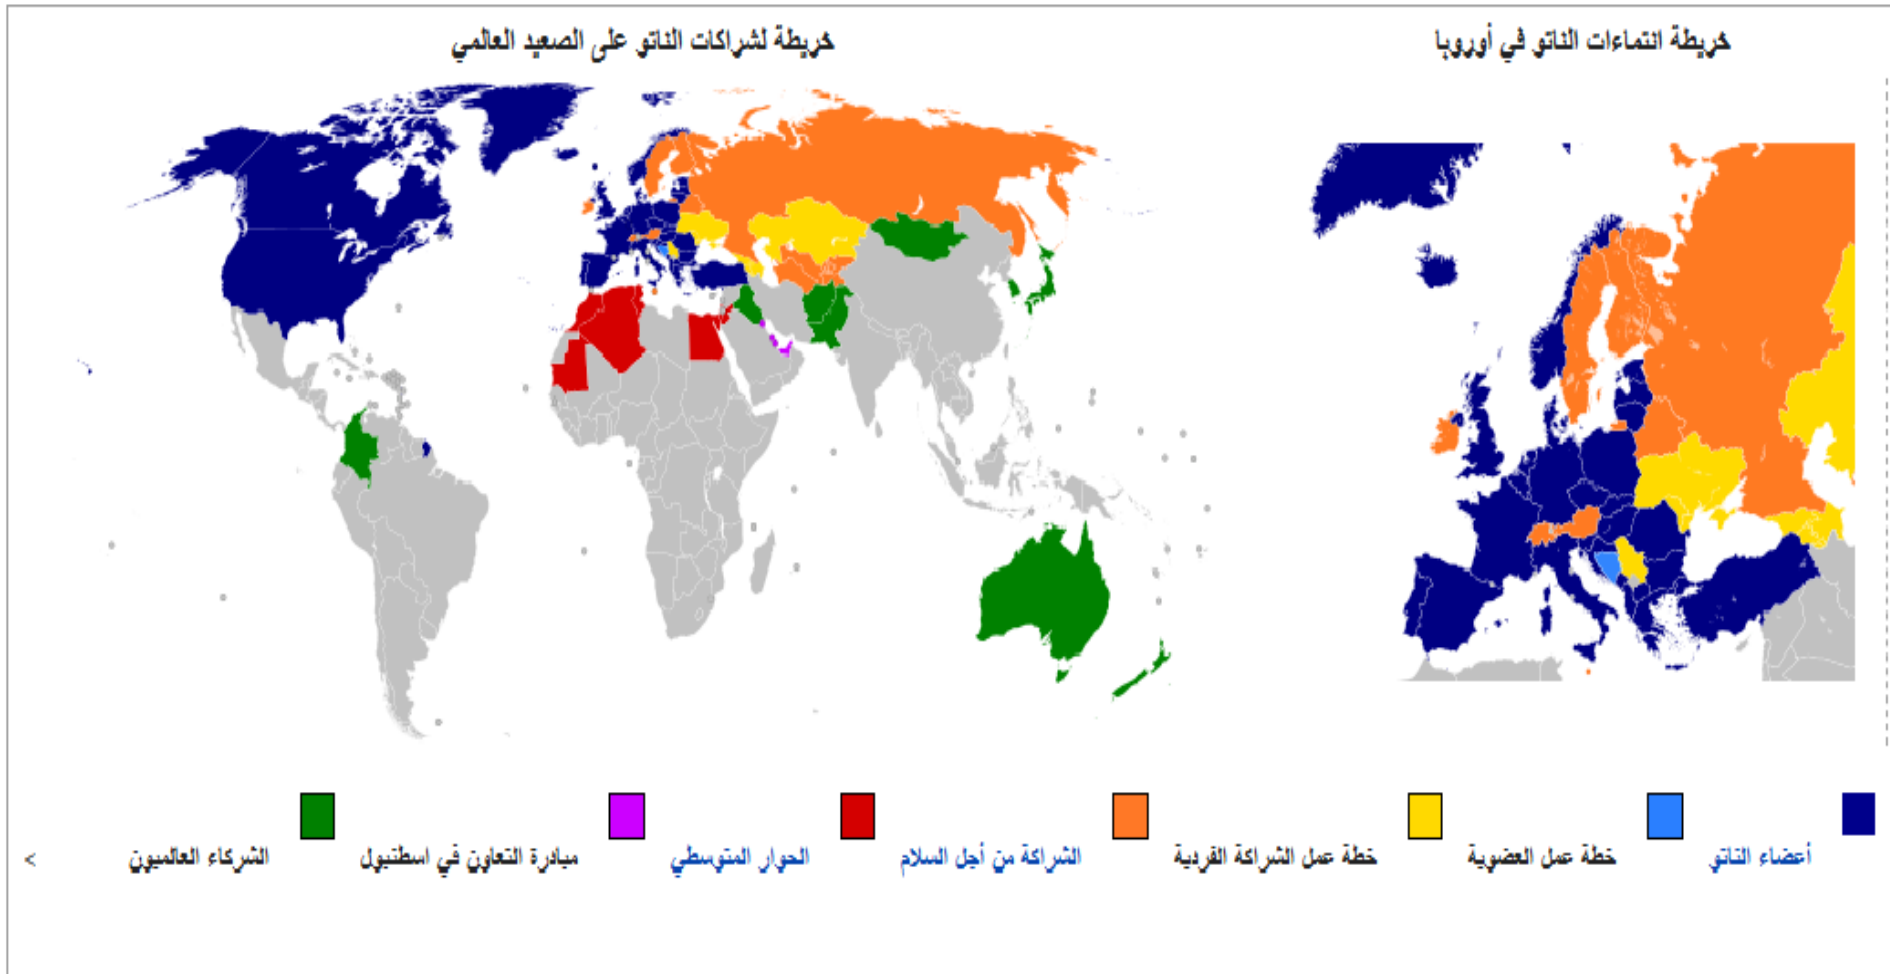 خريطة انتماءات الناتو في أوروبا
خريطة لشراكات الناتو على الصعيد العالمي
أعضاء الناتو
خطة عمل العضوية
خطة عمل الشراكة الفردية
الشراكة من أجل السلام
الحوار المتوسطي
مبادرة التعاون في اسطنبول
الشركاء العالميون
<